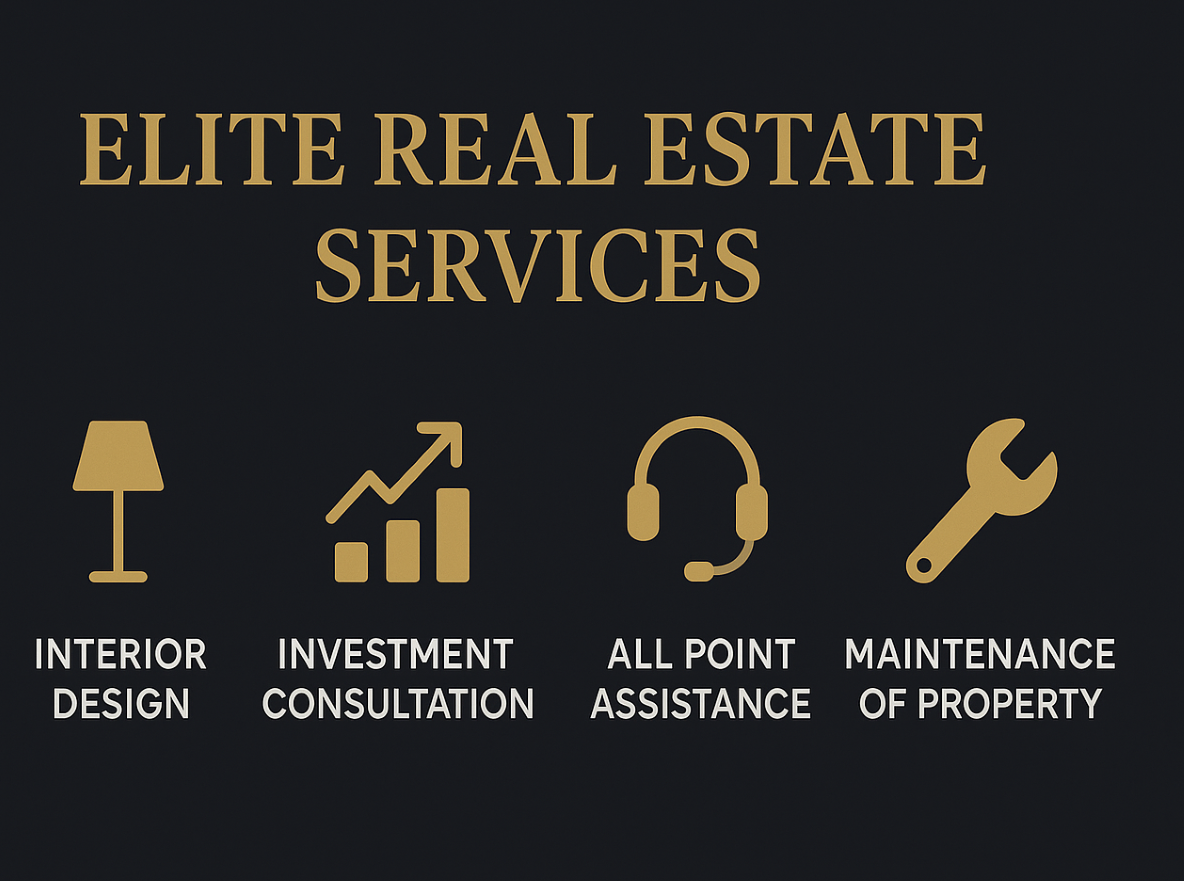 ELITE REAL ESTATE
SERVICES
INTERIOR
DESIGN
INVESTMENT
CONSULTATION
ALL POINT
ASSISTANCE
MAINTENANCE
OF PROPERTY